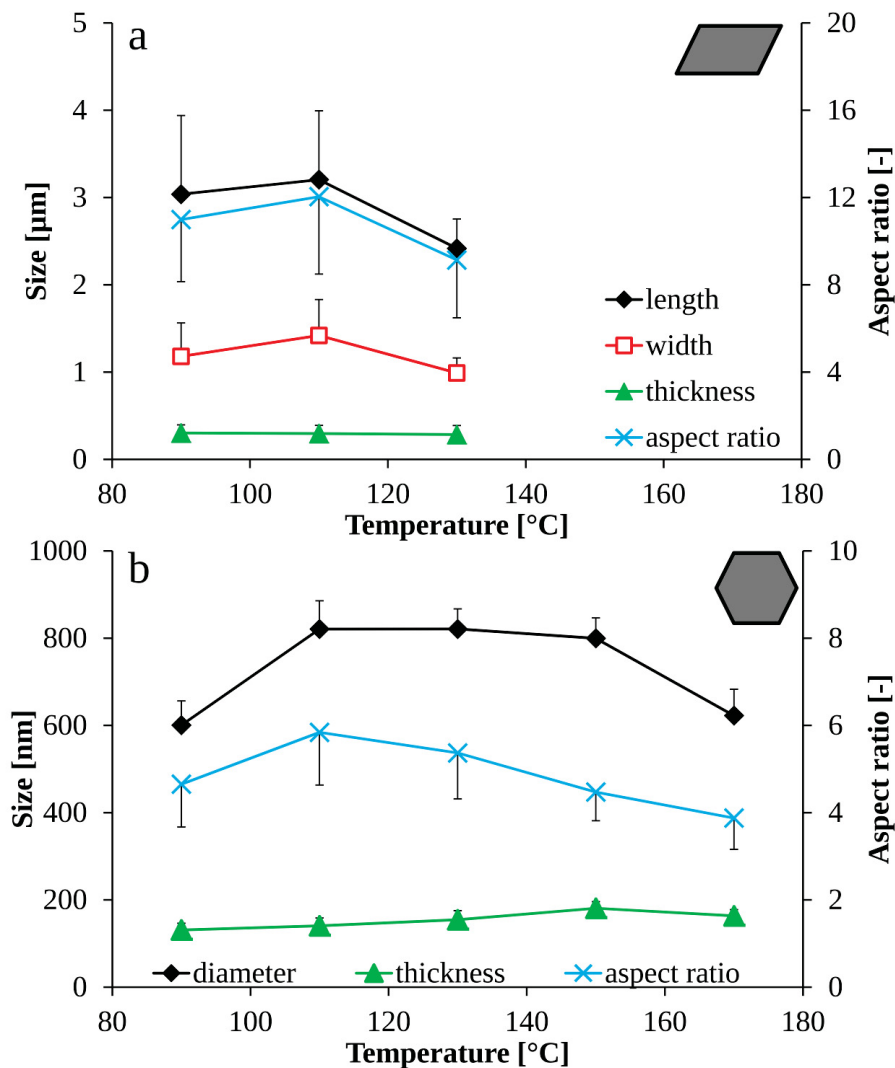 a
5
4
3
2
1
0
Size [µm]
20
16
12
8
4
0
Aspect ratio [-]
length
width
thickness
aspect ratio
80 100 120 140 160 180
Temperature [°C]
b
1000
800
600
400
200
0
Size [nm]
10
8
6
4
2
0
Aspect ratio [-]
diameter thickness aspect ratio
80 100 120 140 160 180
Temperature [°C]